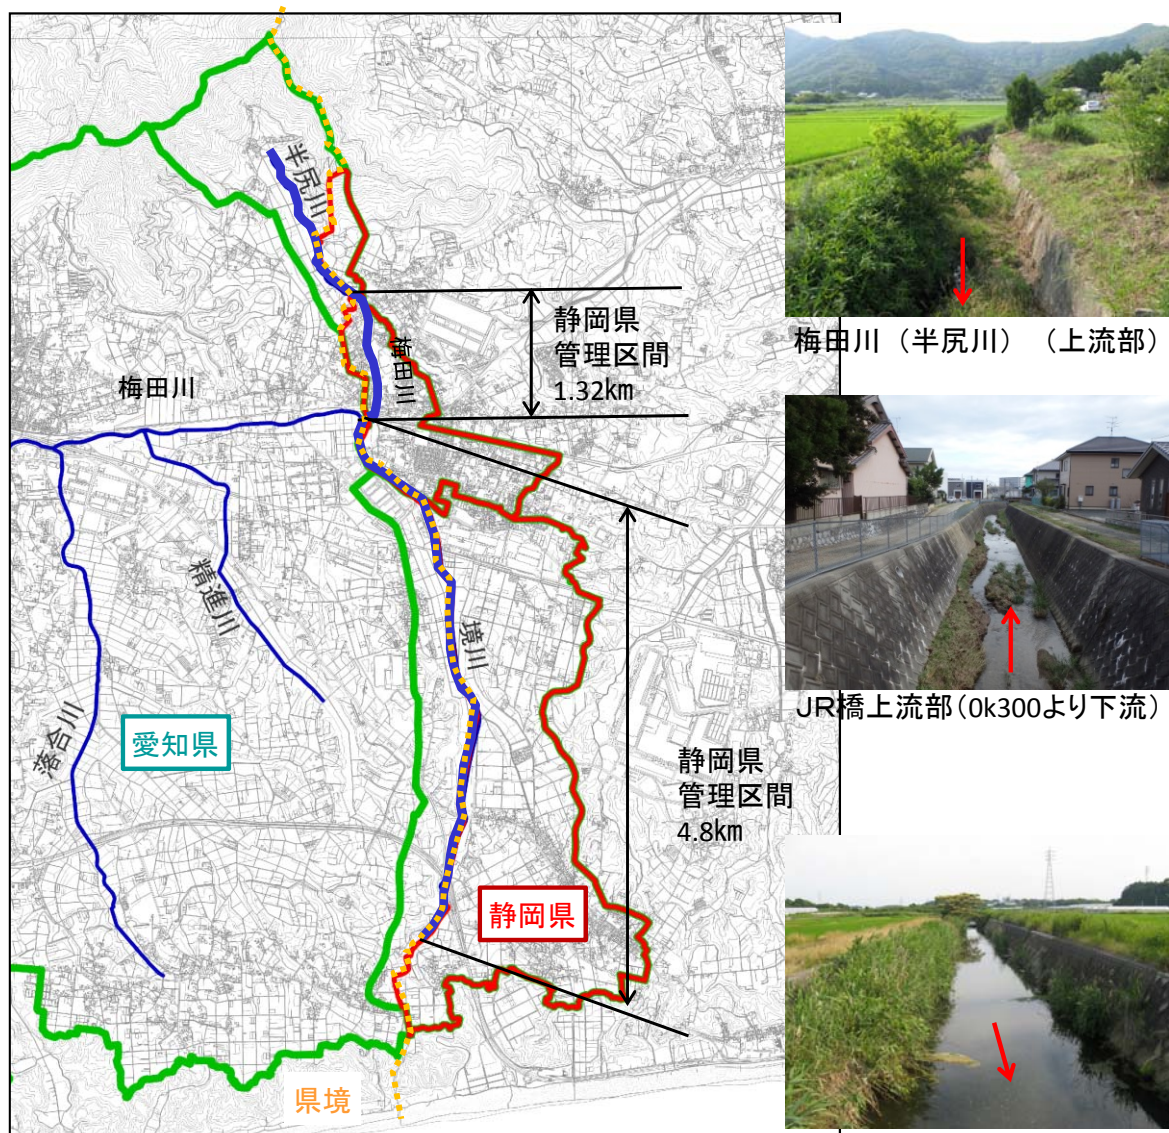 半尻川
静岡県
管理区間
1.32km
梅田川
梅田川
精進川
境川
落合川
愛知県
静岡県
管理区間
4.8km
静岡県
県境
梅田川（半尻川）（上流部）
JR橋上流部(0k300より下流)